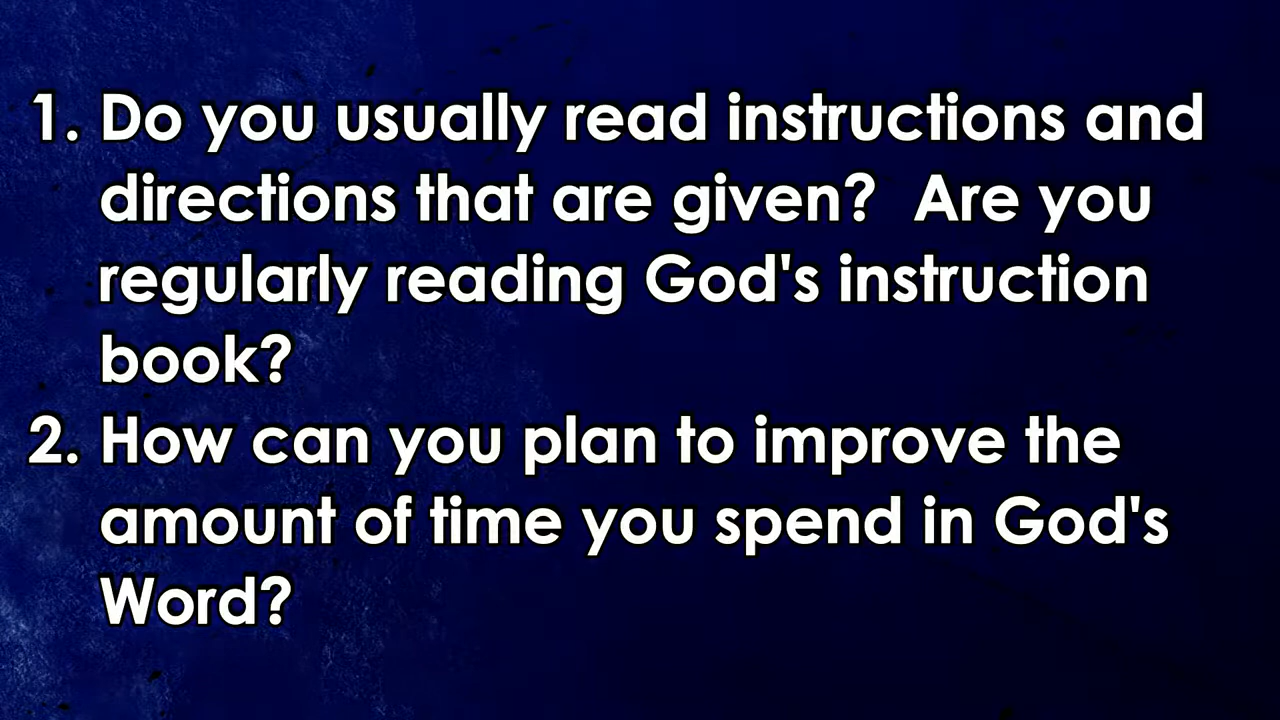 1. Do you usually read instructions and
directions that are given?  Are you
regularly reading God's instruction
book?
2. How can you plan to improve the
amount of time you spend in God's
Word?